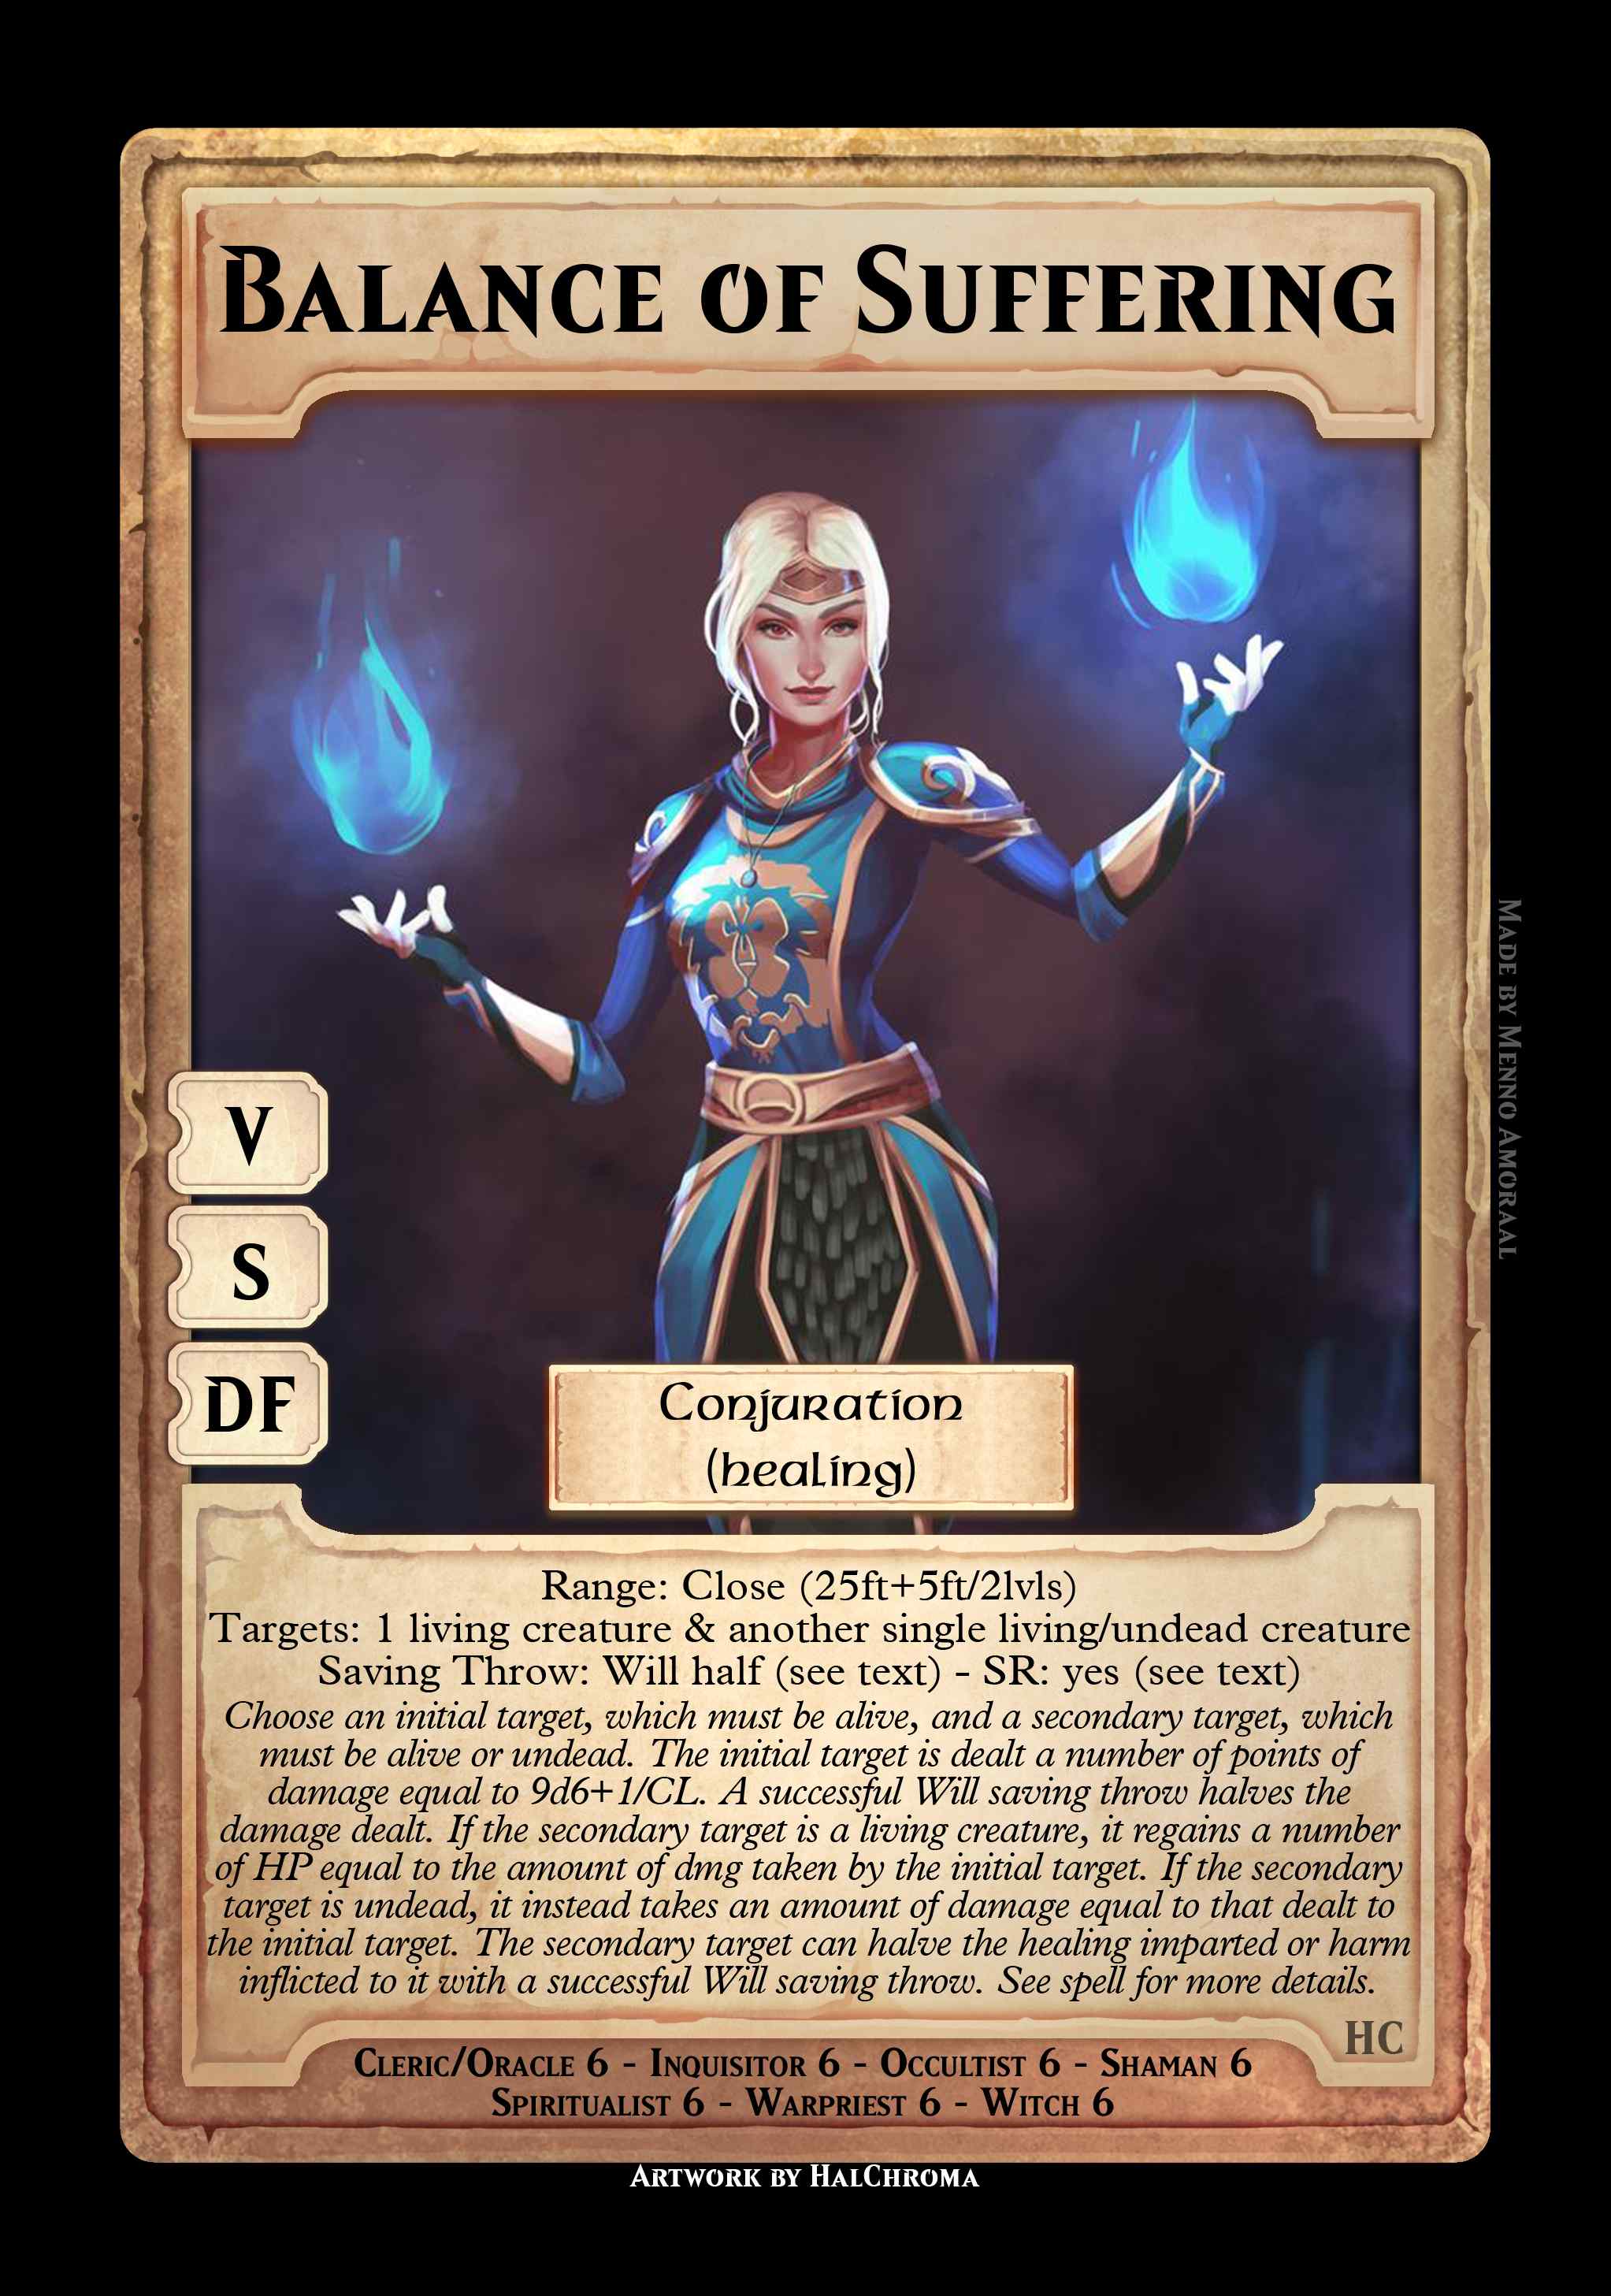 Balance of Suffering
V
S
DF
Conjuration
(healing)
Range: Close (25ft+5ft/2lvls)
Targets: 1 living creature & another single living/undead creature
Saving Throw: Will half (see text) - SR: yes (see text)
Choose an initial target, which must be alive, and a secondary target, which
must be alive or undead. The initial target is dealt a number of points of
damage equal to 9d6+1/CL. A successful Will saving throw halves the
damage dealt. If the secondary target is a living creature, it regains a number
of HP equal to the amount of dmg taken by the initial target. If the secondary
target is undead, it instead takes an amount of damage equal to that dealt to
the initial target. The secondary target can halve the healing imparted or harm
inflicted to it with a successful Will saving throw. See spell for more details.
HC
Cleric/Oracle 6 - Inquisitor 6 - Occultist 6 - Shaman 6
Spiritualist 6 - Warpriest 6 - Witch 6
Artwork by HalChroma
Made by Menno Amoraal